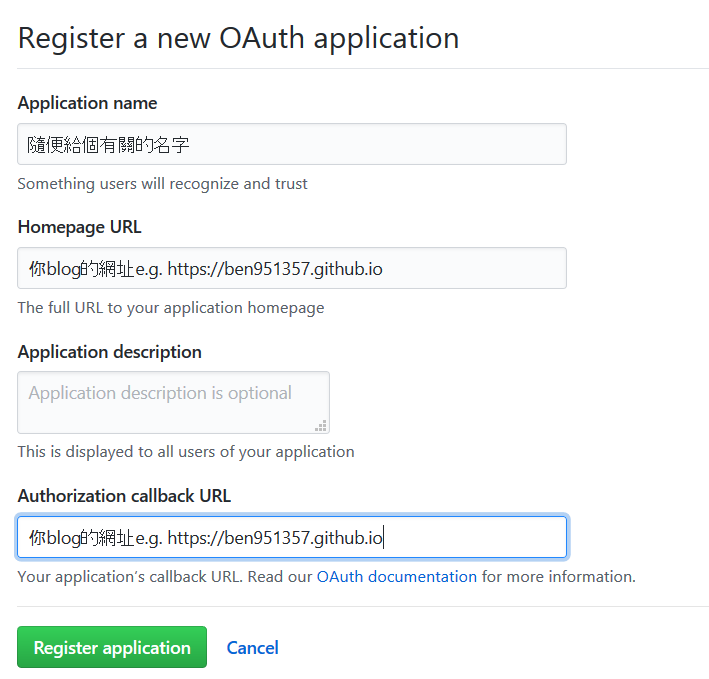 Register a new OAuth application
Application name
隨便給個有關的名字
Something users will recognize and trust
Homepage URL
你blog的網址e.g. https://ben951357.github.io
The full URL to your application homepage
Application description
Application description is optional
This is displayed to all users of your application
Authorization callback URL
你blog的網址e.g. https://ben951357.github.io
Your application’s callback URL. Read our OAuth documentation for more information.
Register application Cancel